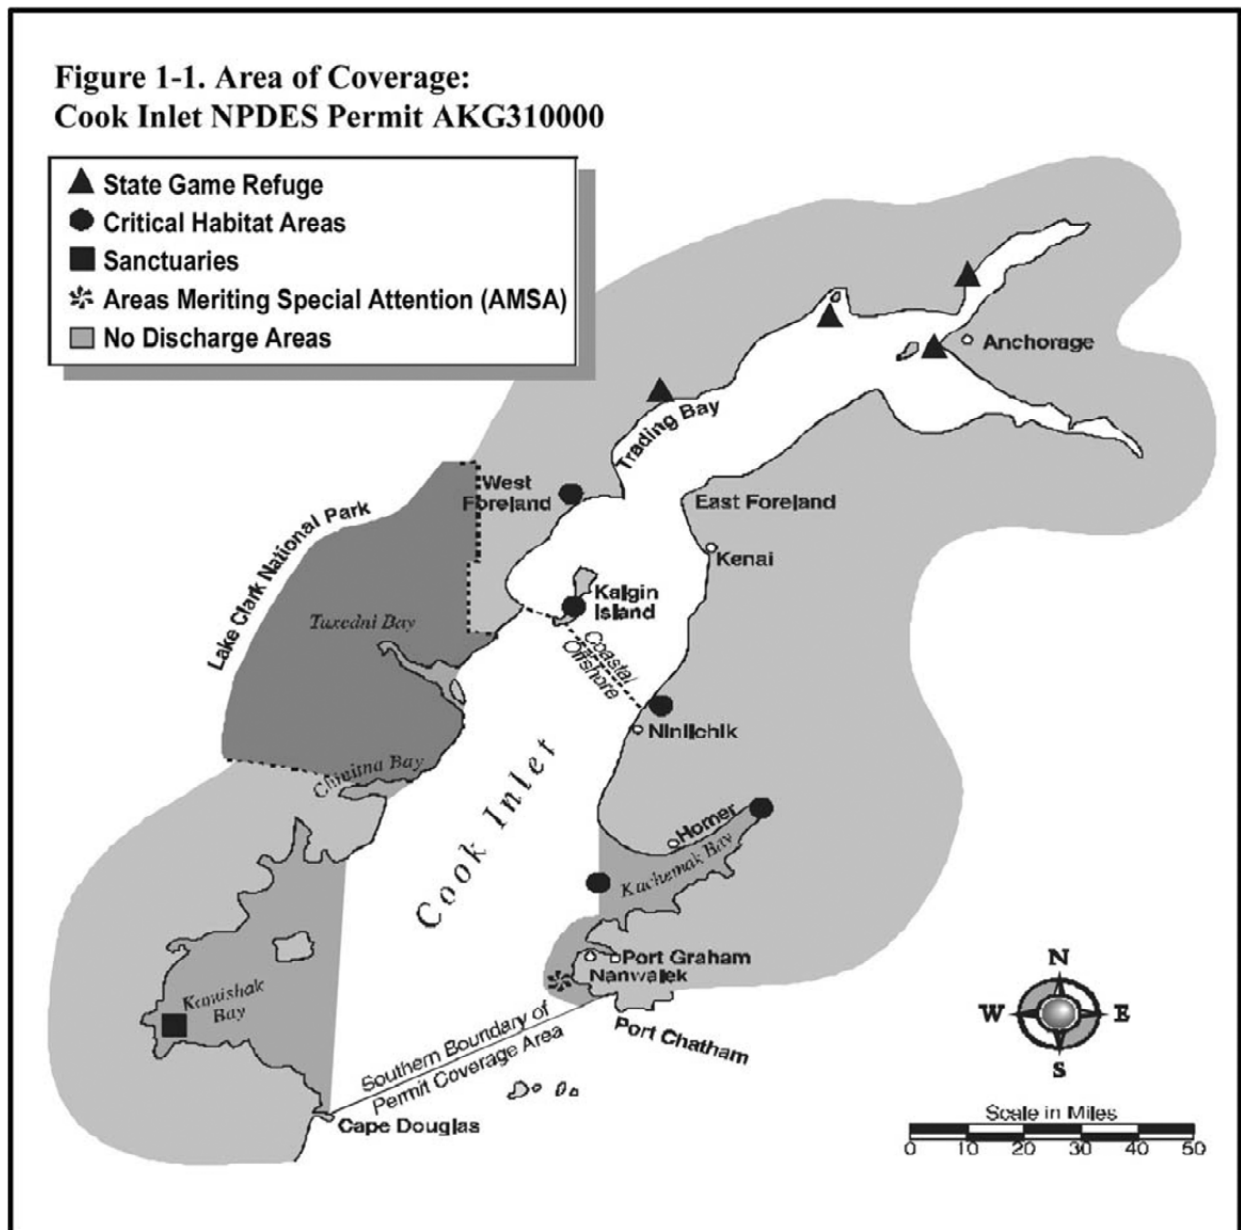 Figure 1-1. Area of Coverage:
Cook Inlet NPDES Permit AKG310000
State Game Refuge
Critical Habitat Areas
Sanctuaries
Areas Meriting Special Attention (AMSA)
No Discharge Areas
Anchorage
Trading Bay
West
Foreland
East Foreland
Kenai
Lake Clark National Park
Kalgin
Island
Tuxedni Bay
Coastal
Offshore
Ninilchik
Chinitna Bay
Cook Inlet
Homer
Kachemak Bay
Port Graham
Nanwalek
Kamishak
Bay
Port Chatham
Southern Boundary of
Permit Coverage Area
Cape Douglas
N
W
E
S
Scale in Miles
0 10 20 30 40 50